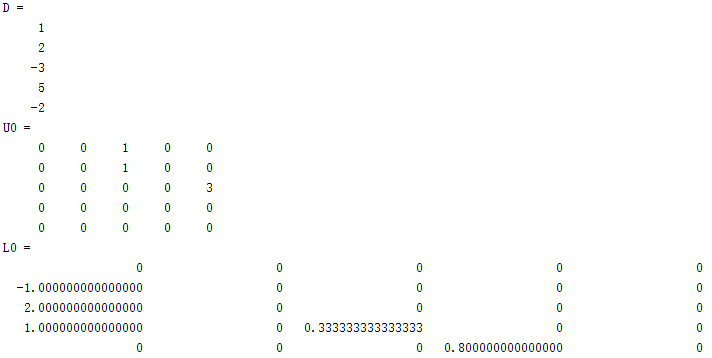 D =
1
2
-3
5
-2
U0 =
0 0 1 0 0
0 0 1 0 0
0 0 0 0 3
0 0 0 0 0
0 0 0 0 0
L0 =
0 0 0 0 0
-1.000000000000000 0 0 0 0
2.000000000000000 0 0 0 0
1.000000000000000 0 0.333333333333333 0 0
0 0 0 0.800000000000000 0